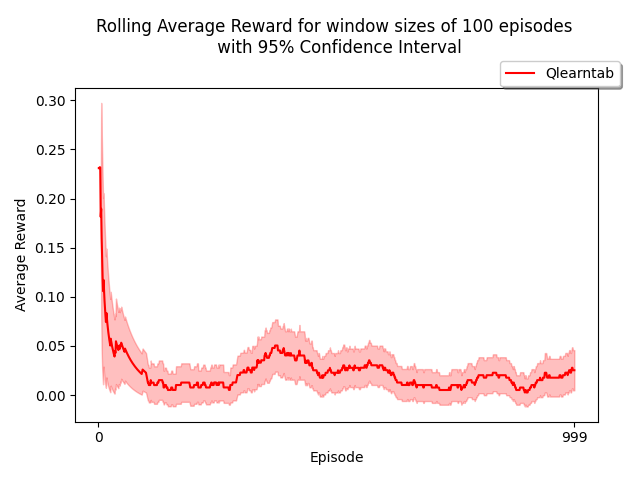 Rolling Average Reward for window sizes of 100 episodes
with 95% Confidence Interval
Qlearntab
0.30
0.25
0.20
0.15
0.10
0.05
0.00
Average Reward
0
999
Episode